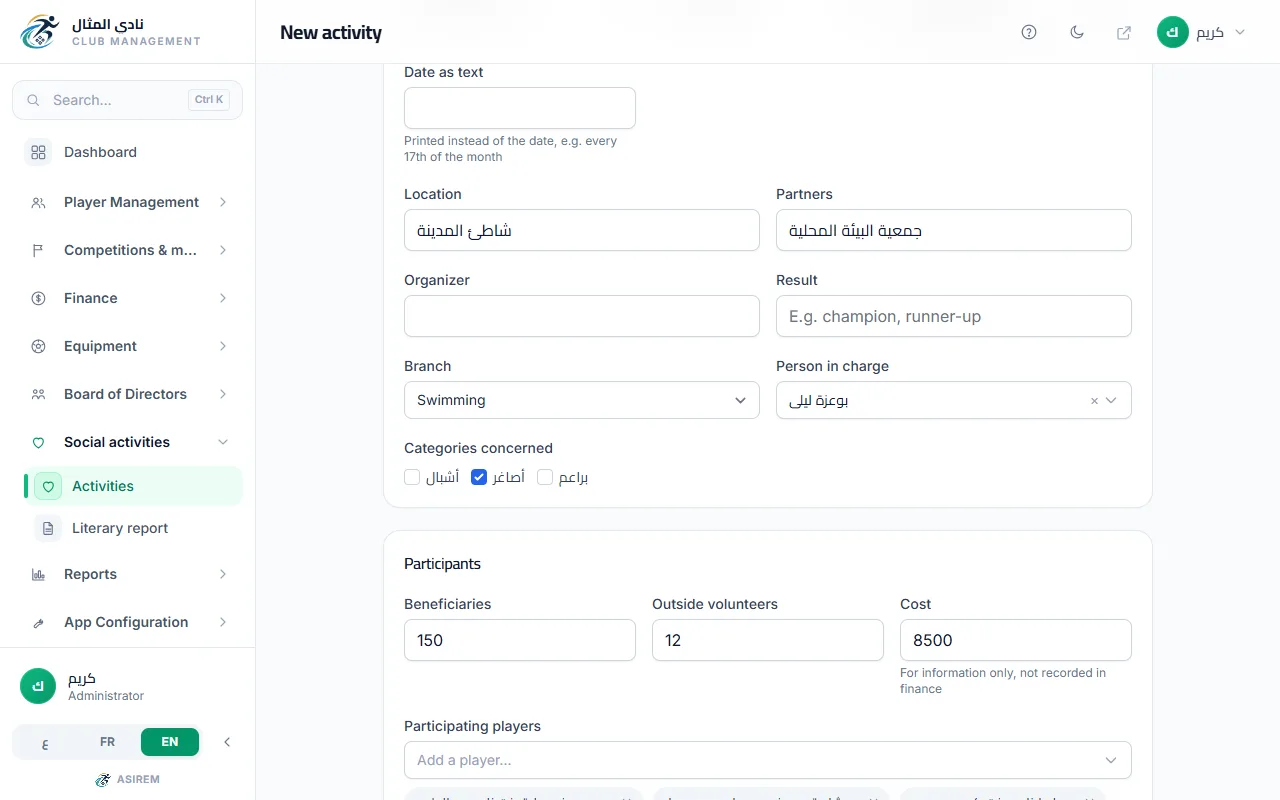 نادي المثال
CLUB MANAGEMENT
New activity
كريم
ك
Search...
Ctrl K
Dashboard
Player Management
Competitions & m...
Finance
Equipment
Board of Directors
Social activities
Activities
Literary report
Reports
App Configuration
ك
كريم
Administrator
ع
FR
EN
ASIREM
Date as text
Printed instead of the date, e.g. every
17th of the month
Location
Partners
شاطئ المدينة
جمعية البيئة المحلية
Organizer
Result
E.g. champion, runner-up
Branch
Person in charge
Swimming
بوعزة ليلى
Categories concerned
أشبال
أصاغر
براعم
Participants
Beneficiaries
Outside volunteers
Cost
150
12
8500
For information only, not recorded in
finance
Participating players
Add a player...